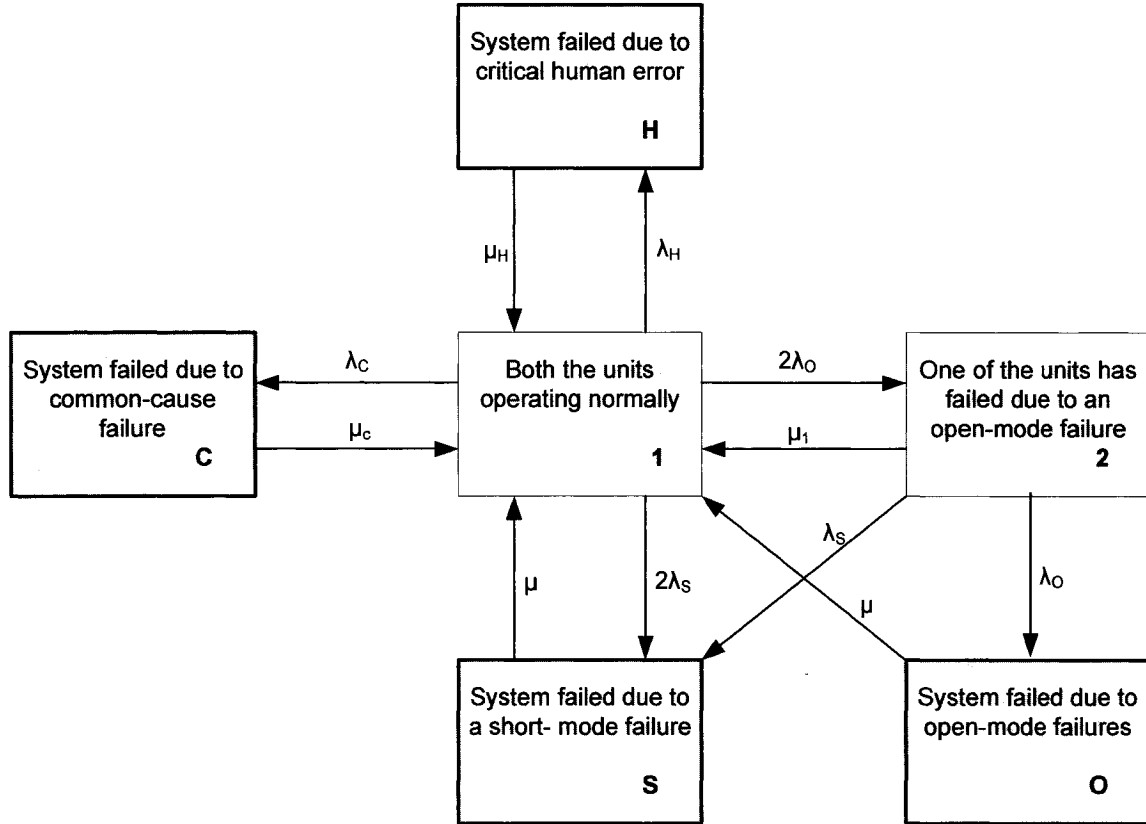 System failed due to
critical human error
H
μH
λH
System failed due to
common-cause
failure
C
λC
μc
Both the units
operating normally
1
2λO
μ1
One of the units has
failed due to an
open-mode failure
2
μ
2λS
λS
μ
λO
System failed due to
a short- mode failure
S
System failed due to
open-mode failures
O